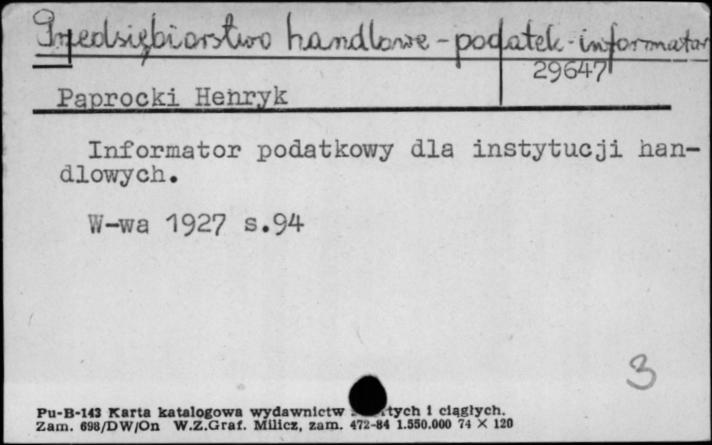 Przedsiębiorstwo handlowe - podatek - informator
29647
Paprocki Henryk
Informator podatkowy dla instytucji han-
dlowych.
W-wa 1927 s.94
3
Pu-B-143 Karta katalogowa wydawnictw i ciągłych.
Zam. 698/DW/On W.Z.Graf. Milicz, zam. 472-84 1.550.000 74 × 120